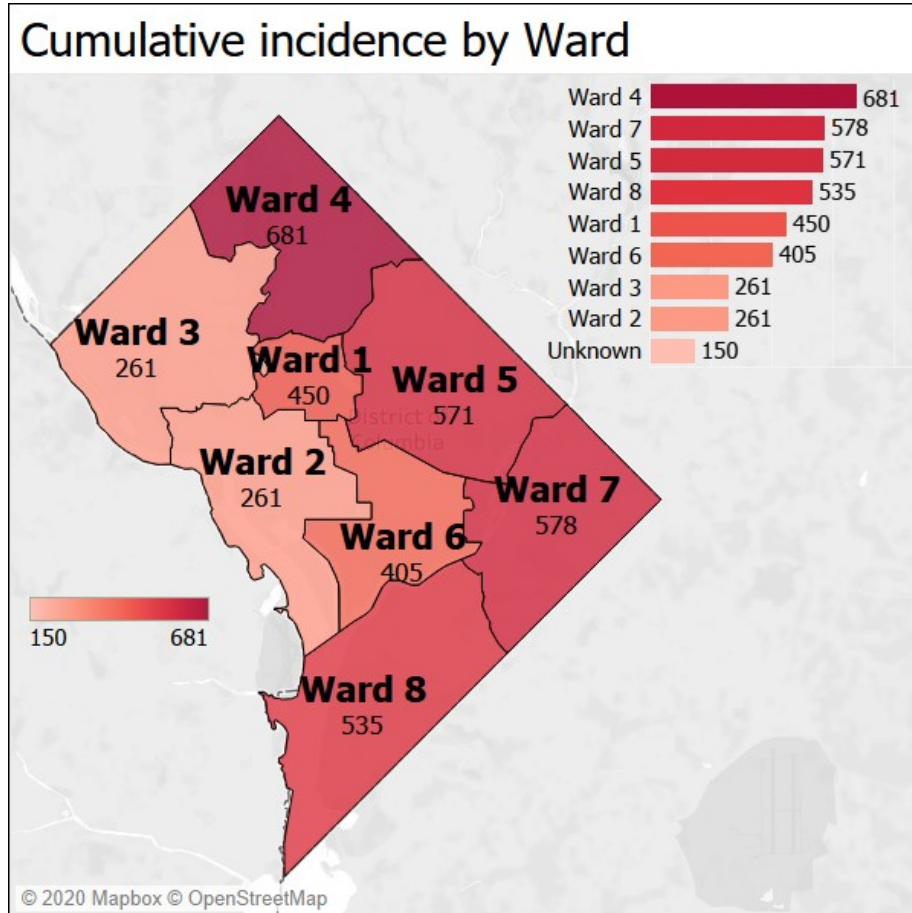 Cumulative incidence by Ward
Ward 4 681
Ward 7 578
Ward 5 571
Ward 8 535
Ward 1 450
Ward 6 405
Ward 3 261
Ward 2 261
Unknown 150
Ward 4
681
Ward 3
261
Ward 1
450
Ward 5
571
District of
Columbia
Ward 2
261
Ward 7
578
Ward 6
405
150 681
Ward 8
535
© 2020 Mapbox © OpenStreetMap